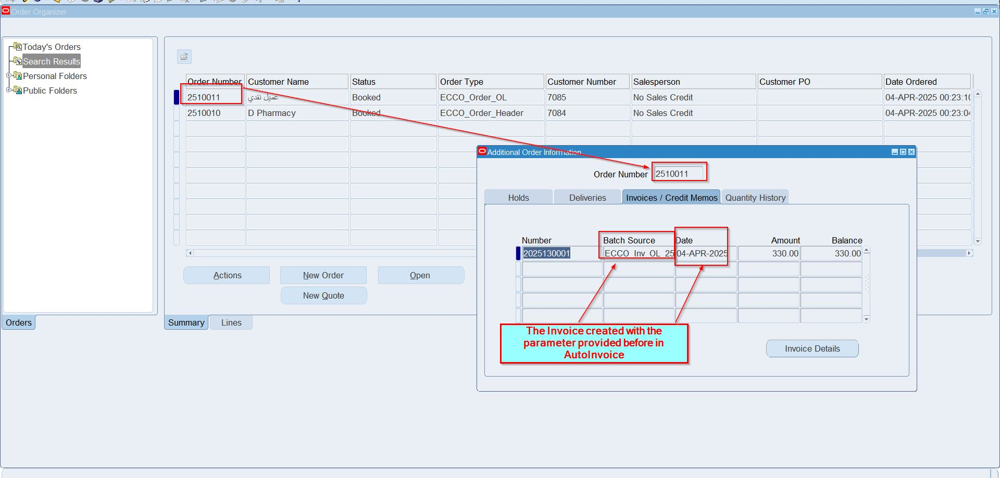 Order Organizer
Today's Orders
Search Results
Personal Folders
Public Folders
Orders
Order Number Customer Name Status Order Type Customer Number Salesperson Customer PO Date Ordered
2510011 عميل نقدي Booked ECCO_Order_OL 7085 No Sales Credit 04-APR-2025 00:23:10
2510010 D Pharmacy Booked ECCO_Order_Header 7084 No Sales Credit 04-APR-2025 00:23:04
Actions New Order Open
New Quote
Summary Lines
Additional Order Information
Order Number 2510011
Holds Deliveries Invoices / Credit Memos Quantity History
Number Batch Source Date Amount Balance
2025130001 ECCO_Inv_OL_25 04-APR-2025 330.00 330.00
The Invoice created with the
parameter provided before in
AutoInvoice
Invoice Details